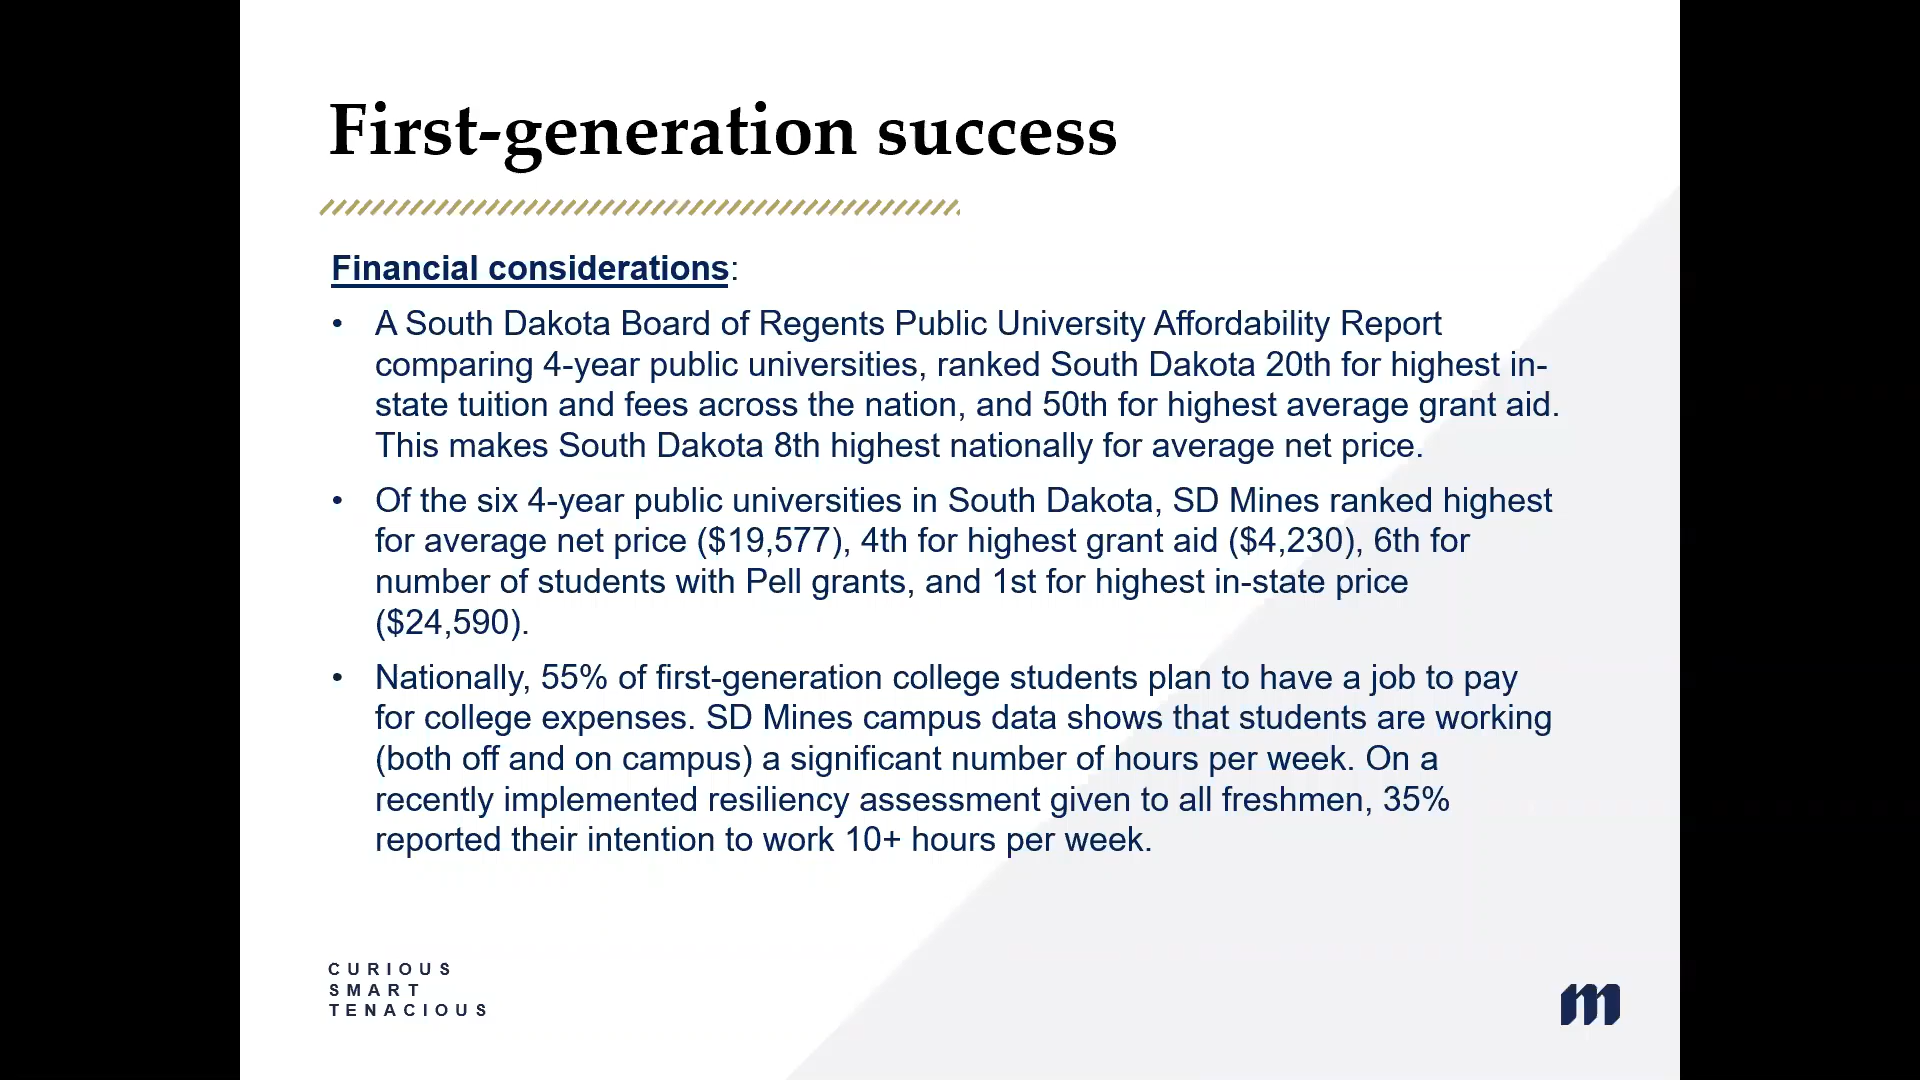 First-generation success
Financial considerations:
• A South Dakota Board of Regents Public University Affordability Report
comparing 4-year public universities, ranked South Dakota 20th for highest in-
state tuition and fees across the nation, and 50th for highest average grant aid.
This makes South Dakota 8th highest nationally for average net price.
• Of the six 4-year public universities in South Dakota, SD Mines ranked highest
for average net price ($19,577), 4th for highest grant aid ($4,230), 6th for
number of students with Pell grants, and 1st for highest in-state price
($24,590).
• Nationally, 55% of first-generation college students plan to have a job to pay
for college expenses. SD Mines campus data shows that students are working
(both off and on campus) a significant number of hours per week. On a
recently implemented resiliency assessment given to all freshmen, 35%
reported their intention to work 10+ hours per week.
CURIOUS
SMART
TENACIOUS
m